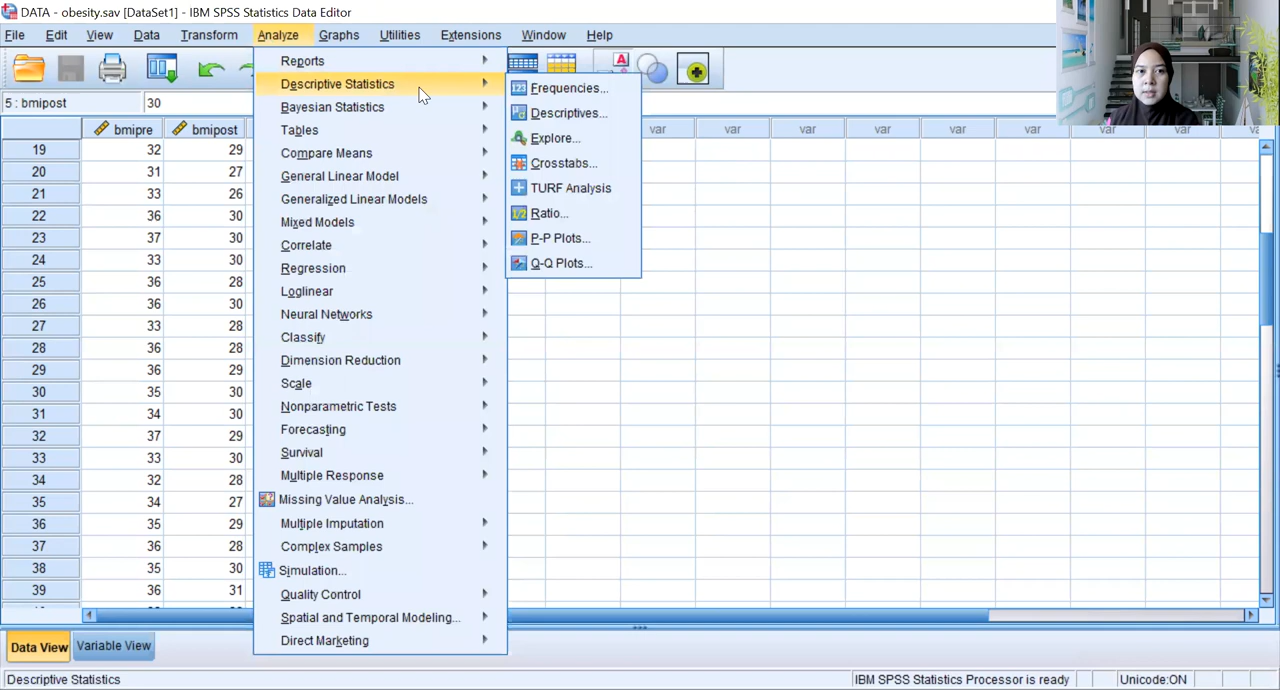 DATA - obesity.sav [DataSet1] - IBM SPSS Statistics Data Editor
File Edit View Data Transform Analyze Graphs Utilities Extensions Window Help
5 : bmipost 30
bmipre bmipost var var var var var var var
19 32 29
20 31 27
21 33 26
22 36 30
23 37 30
24 33 30
25 36 28
26 36 30
27 33 28
28 36 28
29 36 29
30 35 30
31 34 30
32 37 29
33 33 30
34 32 28
35 34 27
36 35 29
37 36 28
38 35 30
39 36 31
Reports
Descriptive Statistics
Bayesian Statistics
Tables
Compare Means
General Linear Model
Generalized Linear Models
Mixed Models
Correlate
Regression
Loglinear
Neural Networks
Classify
Dimension Reduction
Scale
Nonparametric Tests
Forecasting
Survival
Multiple Response
Missing Value Analysis...
Multiple Imputation
Complex Samples
Simulation...
Quality Control
Spatial and Temporal Modeling...
Direct Marketing
123 Frequencies...
Descriptives...
Explore...
Crosstabs...
TURF Analysis
1/2 Ratio...
P-P Plots...
Q-Q Plots...
Data View Variable View
Descriptive Statistics IBM SPSS Statistics Processor is ready Unicode:ON